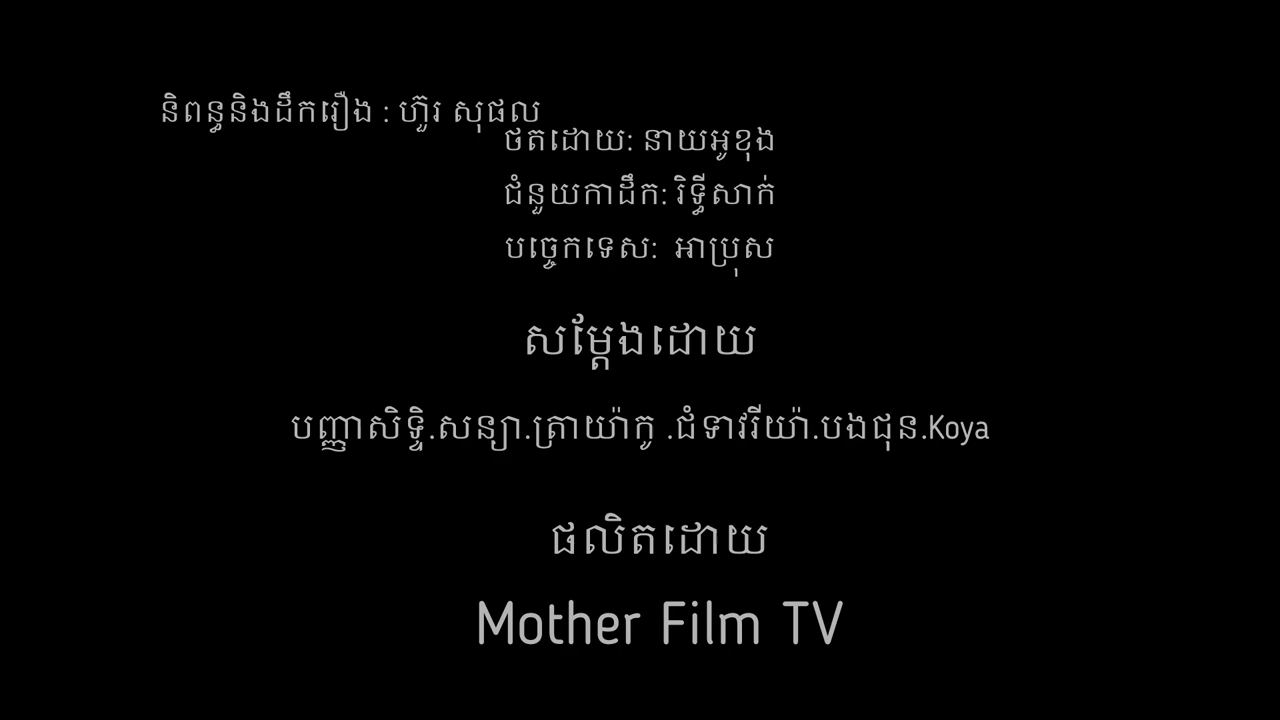 និពន្ធនិងដឹករឿង : ហ៊ួរ សុផល
ថតដោយ: នាយអូខុង
ជំនួយកាដឹក: រិទ្ធីសាក់
បច្ចេកទេស: អាប្រុស
សម្ដែងដោយ
បញ្ញាសិទ្ធិ.សន្យា.ត្រាយ៉ាកូ .ជំទាវរីយ៉ា.បងជុន.Koya
ផលិតដោយ
Mother Film TV